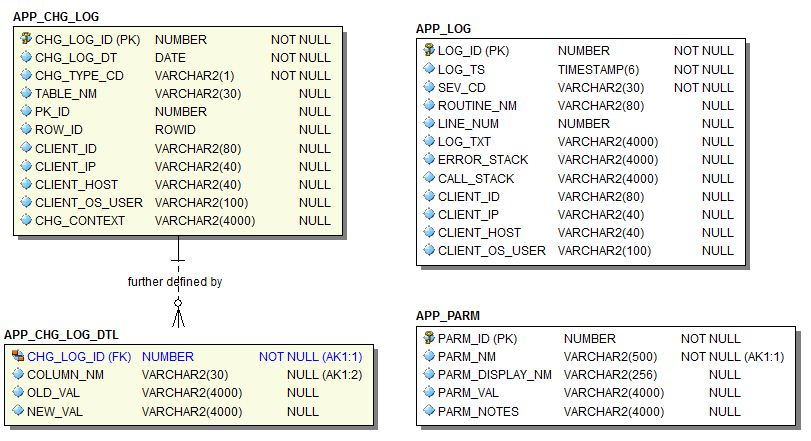 APP_CHG_LOG
CHG_LOG_ID (PK) NUMBER NOT NULL
CHG_LOG_DT DATE NOT NULL
CHG_TYPE_CD VARCHAR2(1) NOT NULL
TABLE_NM VARCHAR2(30) NULL
PK_ID NUMBER NULL
ROW_ID ROWID NULL
CLIENT_ID VARCHAR2(80) NULL
CLIENT_IP VARCHAR2(40) NULL
CLIENT_HOST VARCHAR2(40) NULL
CLIENT_OS_USER VARCHAR2(100) NULL
CHG_CONTEXT VARCHAR2(4000) NULL
further defined by
APP_CHG_LOG_DTL
CHG_LOG_ID (FK) NUMBER NOT NULL (AK1:1)
COLUMN_NM VARCHAR2(30) NULL (AK1:2)
OLD_VAL VARCHAR2(4000) NULL
NEW_VAL VARCHAR2(4000) NULL
APP_LOG
LOG_ID (PK) NUMBER NOT NULL
LOG_TS TIMESTAMP(6) NOT NULL
SEV_CD VARCHAR2(30) NOT NULL
ROUTINE_NM VARCHAR2(80) NULL
LINE_NUM NUMBER NULL
LOG_TXT VARCHAR2(4000) NULL
ERROR_STACK VARCHAR2(4000) NULL
CALL_STACK VARCHAR2(4000) NULL
CLIENT_ID VARCHAR2(80) NULL
CLIENT_IP VARCHAR2(40) NULL
CLIENT_HOST VARCHAR2(40) NULL
CLIENT_OS_USER VARCHAR2(100) NULL
APP_PARM
PARM_ID (PK) NUMBER NOT NULL
PARM_NM VARCHAR2(500) NOT NULL (AK1:1)
PARM_DISPLAY_NM VARCHAR2(256) NULL
PARM_VAL VARCHAR2(4000) NULL
PARM_NOTES VARCHAR2(4000) NULL